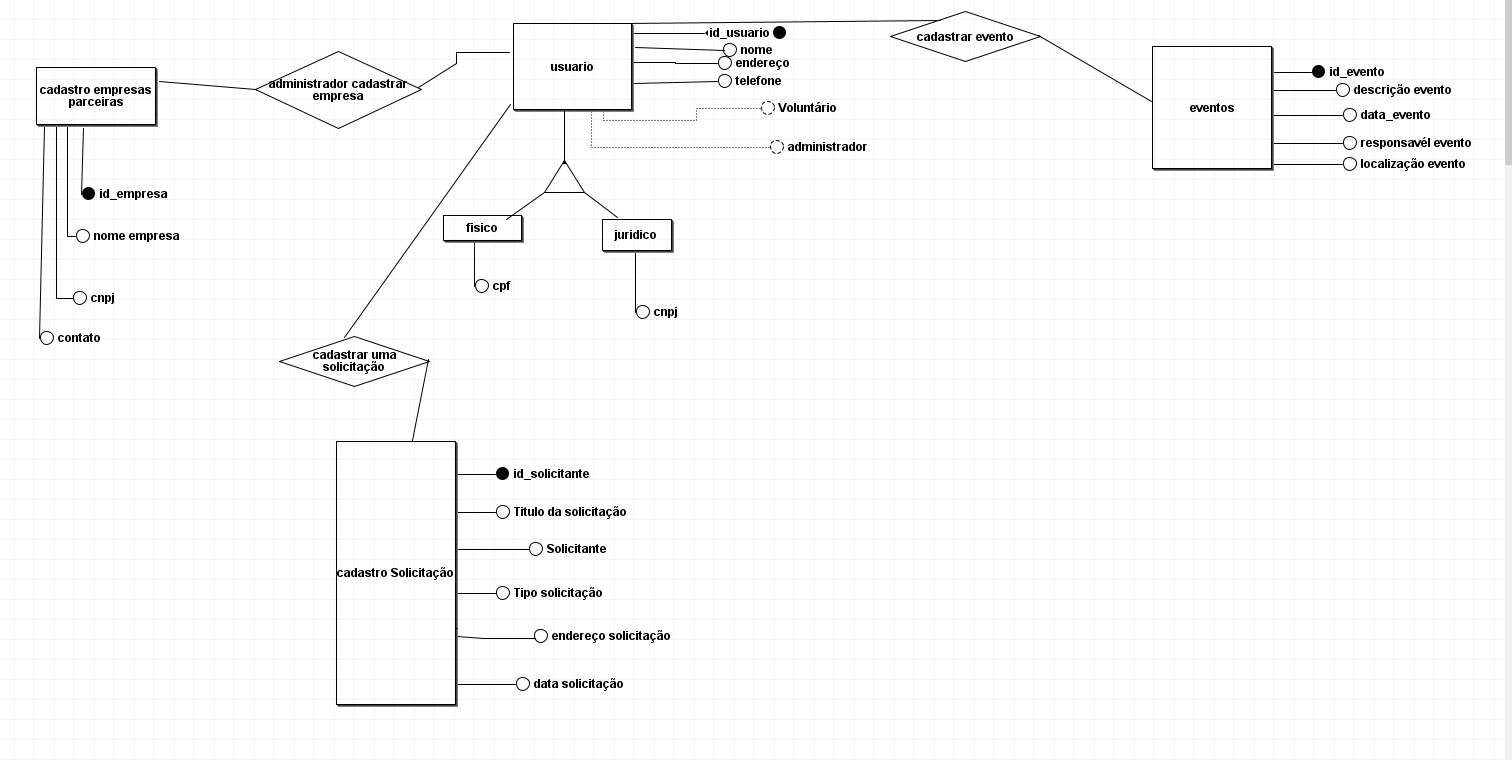 cadastro empresas
parceiras
id_empresa
nome empresa
cnpj
contato
administrador cadastrar
empresa
usuario
id_usuario
nome
endereço
telefone
Voluntário
administrador
fisico
cpf
juridico
cnpj
cadastrar evento
eventos
id_evento
descrição evento
data_evento
responsavél evento
localização evento
cadastrar uma
solicitação
cadastro Solicitação
id_solicitante
Titulo da solicitação
Solicitante
Tipo solicitação
endereço solicitação
data solicitação